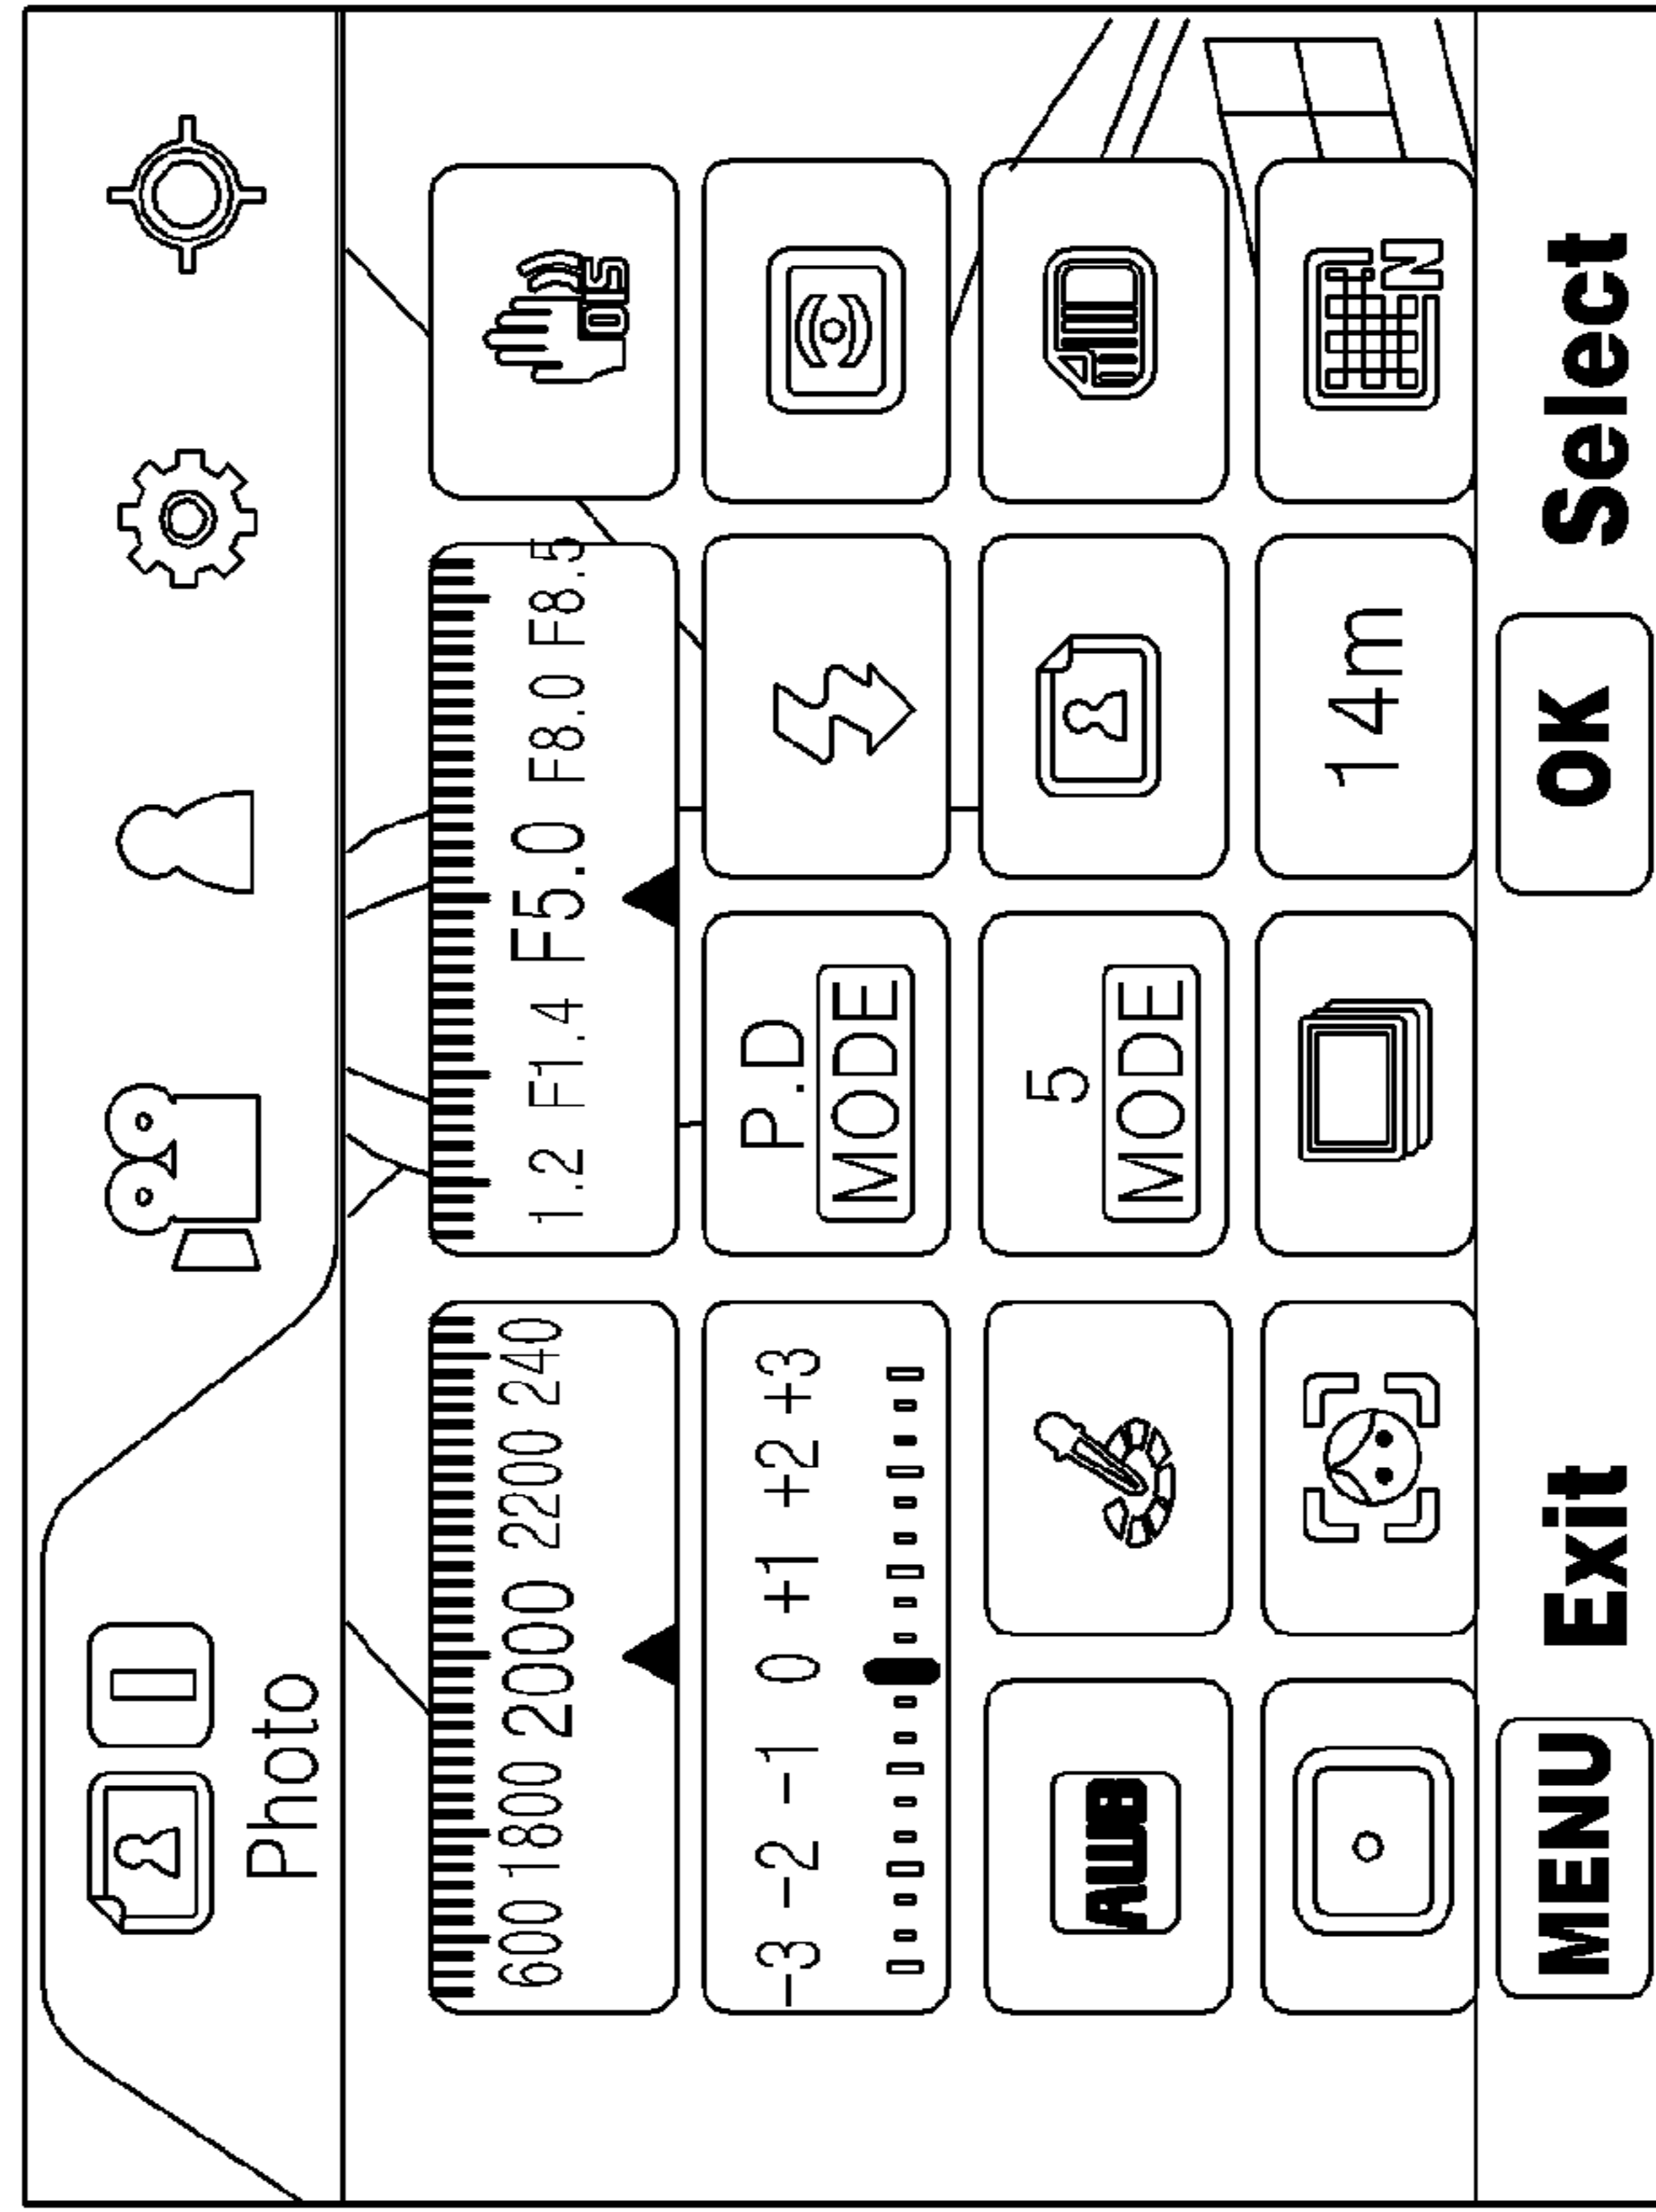 Photo
600 1800 2000 2200 240
1.2 F1.4 F5.0 F8.0 F8.5
OIS
-3 -2 -1 0 +1 +2 +3
P.D
MODE
AWB
5
MODE
14m
N
MENU Exit
OK Select